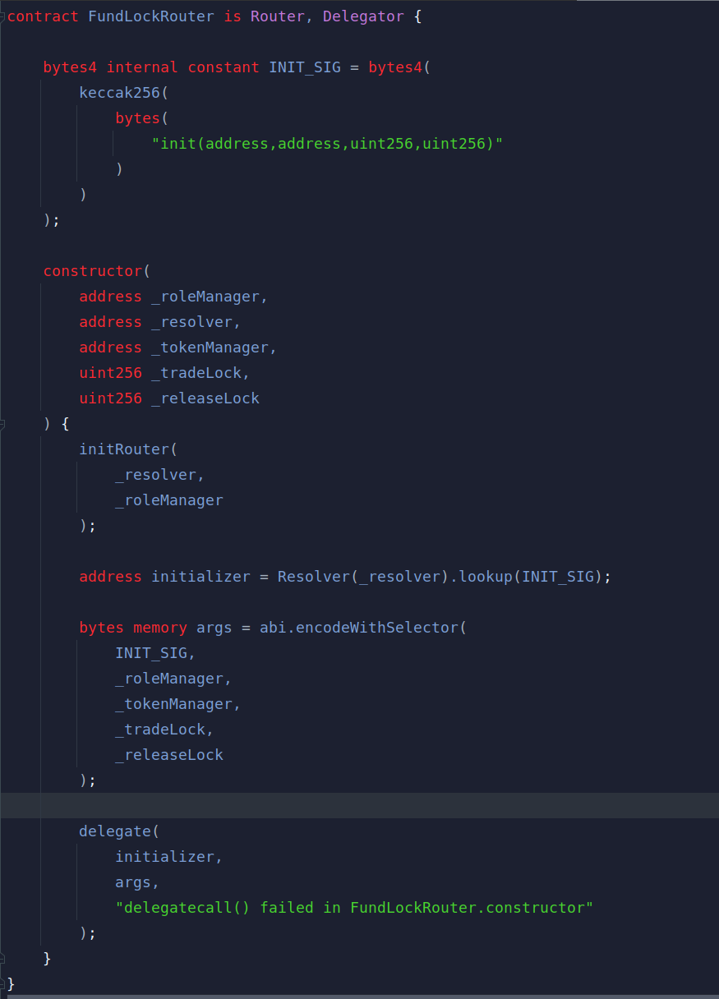 contract FundLockRouter is Router, Delegator {
bytes4 internal constant INIT_SIG = bytes4(
keccak256(
bytes(
"init(address,address,uint256,uint256)"
)
)
);
constructor(
address _roleManager,
address _resolver,
address _tokenManager,
uint256 _tradeLock,
uint256 _releaseLock
) {
initRouter(
_resolver,
_roleManager
);
address initializer = Resolver(_resolver).lookup(INIT_SIG);
bytes memory args = abi.encodeWithSelector(
INIT_SIG,
_roleManager,
_tokenManager,
_tradeLock,
_releaseLock
);
delegate(
initializer,
args,
"delegatecall() failed in FundLockRouter.constructor"
);
}
}